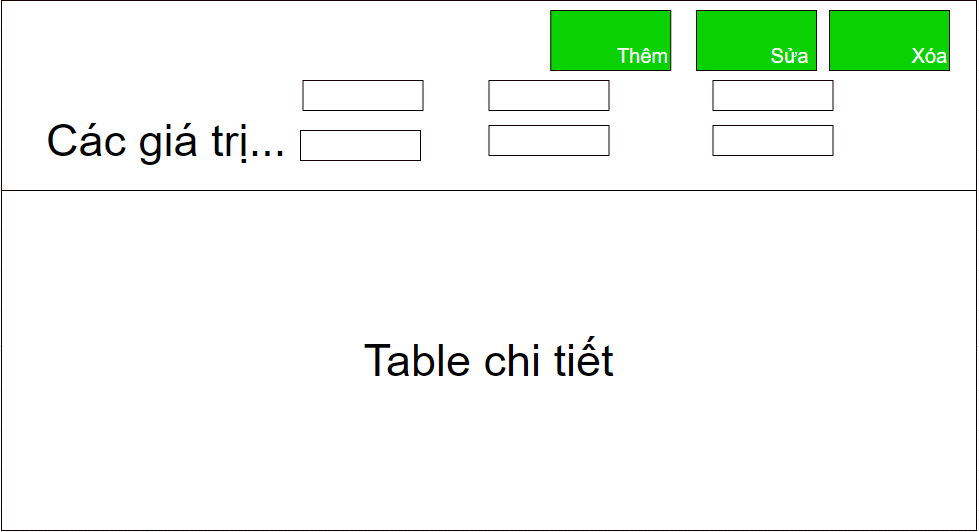 Thêm
Sửa
Xóa
Các giá trị...
Table chi tiết